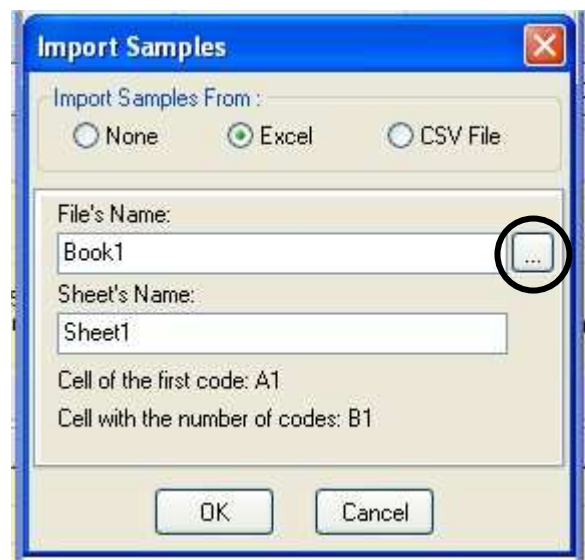 Import Samples
Import Samples From :
None Excel CSV File
File's Name:
Book1 ...
Sheet's Name:
Sheet1
Cell of the first code: A1
Cell with the number of codes: B1
OK Cancel